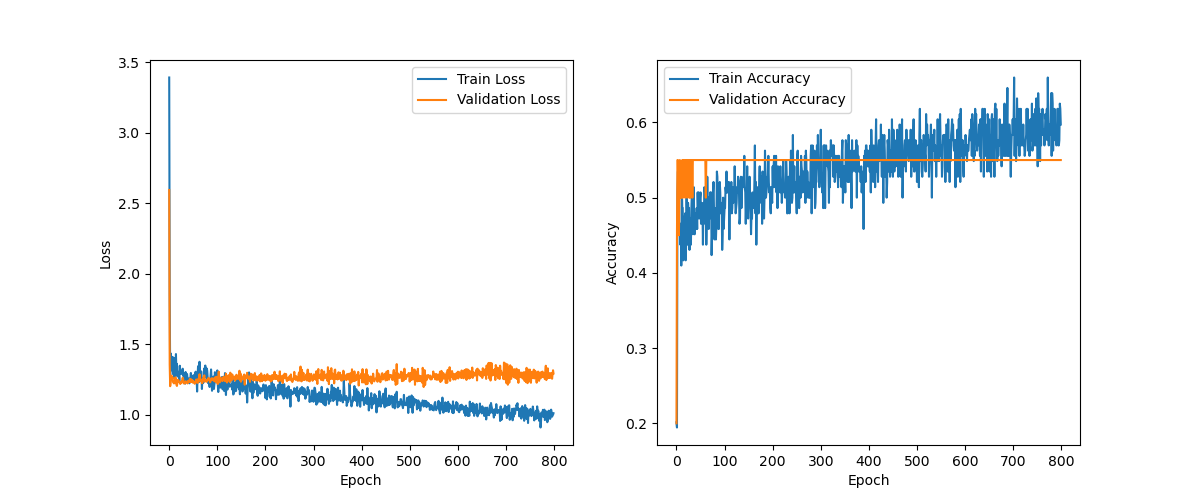 3.5
3.0
2.5
2.0
1.5
1.0
Loss
0 100 200 300 400 500 600 700 800
Epoch
Train Loss
Validation Loss
0.6
0.5
0.4
0.3
0.2
Accuracy
0 100 200 300 400 500 600 700 800
Epoch
Train Accuracy
Validation Accuracy